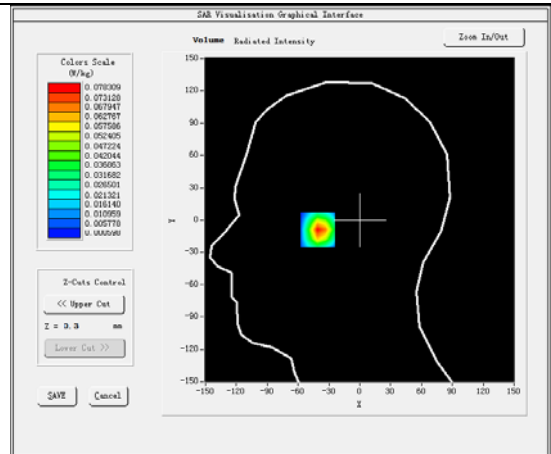 SAR Visualisation Graphical Interface
Volume Radiated Intensity
Zoom In/Out
Colors Scale
(W/kg)
0.078309
0.073128
0.067947
0.062767
0.057586
0.052405
0.047224
0.042044
0.036863
0.031682
0.026501
0.021321
0.016140
0.010959
0.005778
0.000598
Z-Cuts Control
<< Upper Cut
Z = 3.3 mm
Lower Cut >>
SAVE Cancel
150
120
90
60
30
0
-30
-60
-90
-120
-150
Y
-150 -120 -90 -60 -30 0 30 60 90 120 150
X